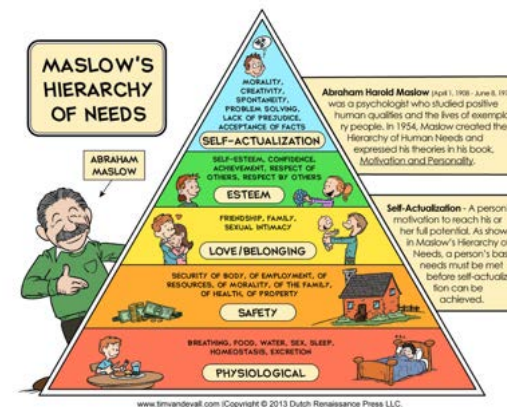 MASLOW'S
HIERARCHY
OF NEEDS
ABRAHAM
MASLOW
MORALITY,
CREATIVITY,
SPONTANEITY,
PROBLEM SOLVING,
LACK OF PREJUDICE,
ACCEPTANCE OF FACTS
SELF-ACTUALIZATION
SELF-ESTEEM, CONFIDENCE,
ACHIEVEMENT, RESPECT OF
OTHERS, RESPECT BY OTHERS
ESTEEM
FRIENDSHIP, FAMILY,
SEXUAL INTIMACY
LOVE/BELONGING
SECURITY OF BODY, OF EMPLOYMENT, OF
RESOURCES, OF MORALITY, OF THE FAMILY,
OF HEALTH, OF PROPERTY
SAFETY
BREATHING, FOOD, WATER, SEX, SLEEP,
HOMEOSTASIS, EXCRETION
PHYSIOLOGICAL
Abraham Harold Maslow (April 1, 1908 - June 8,
was a psychologist who studied positive
human qualities and the lives of
ry people. In 1954, Maslow created the
Hierarchy of Human Needs and
expressed his theories in his book,
Motivation and Personality.
Self-Actualization - A person
motivation to reach his or
her full potential. As show
in Maslow's Hierarchy of
Needs, a person's
needs must be met
before
tion can be
achieved.
www.timvandevall.com | Copyright © 2013 Dutch Renaissance Press LLC.